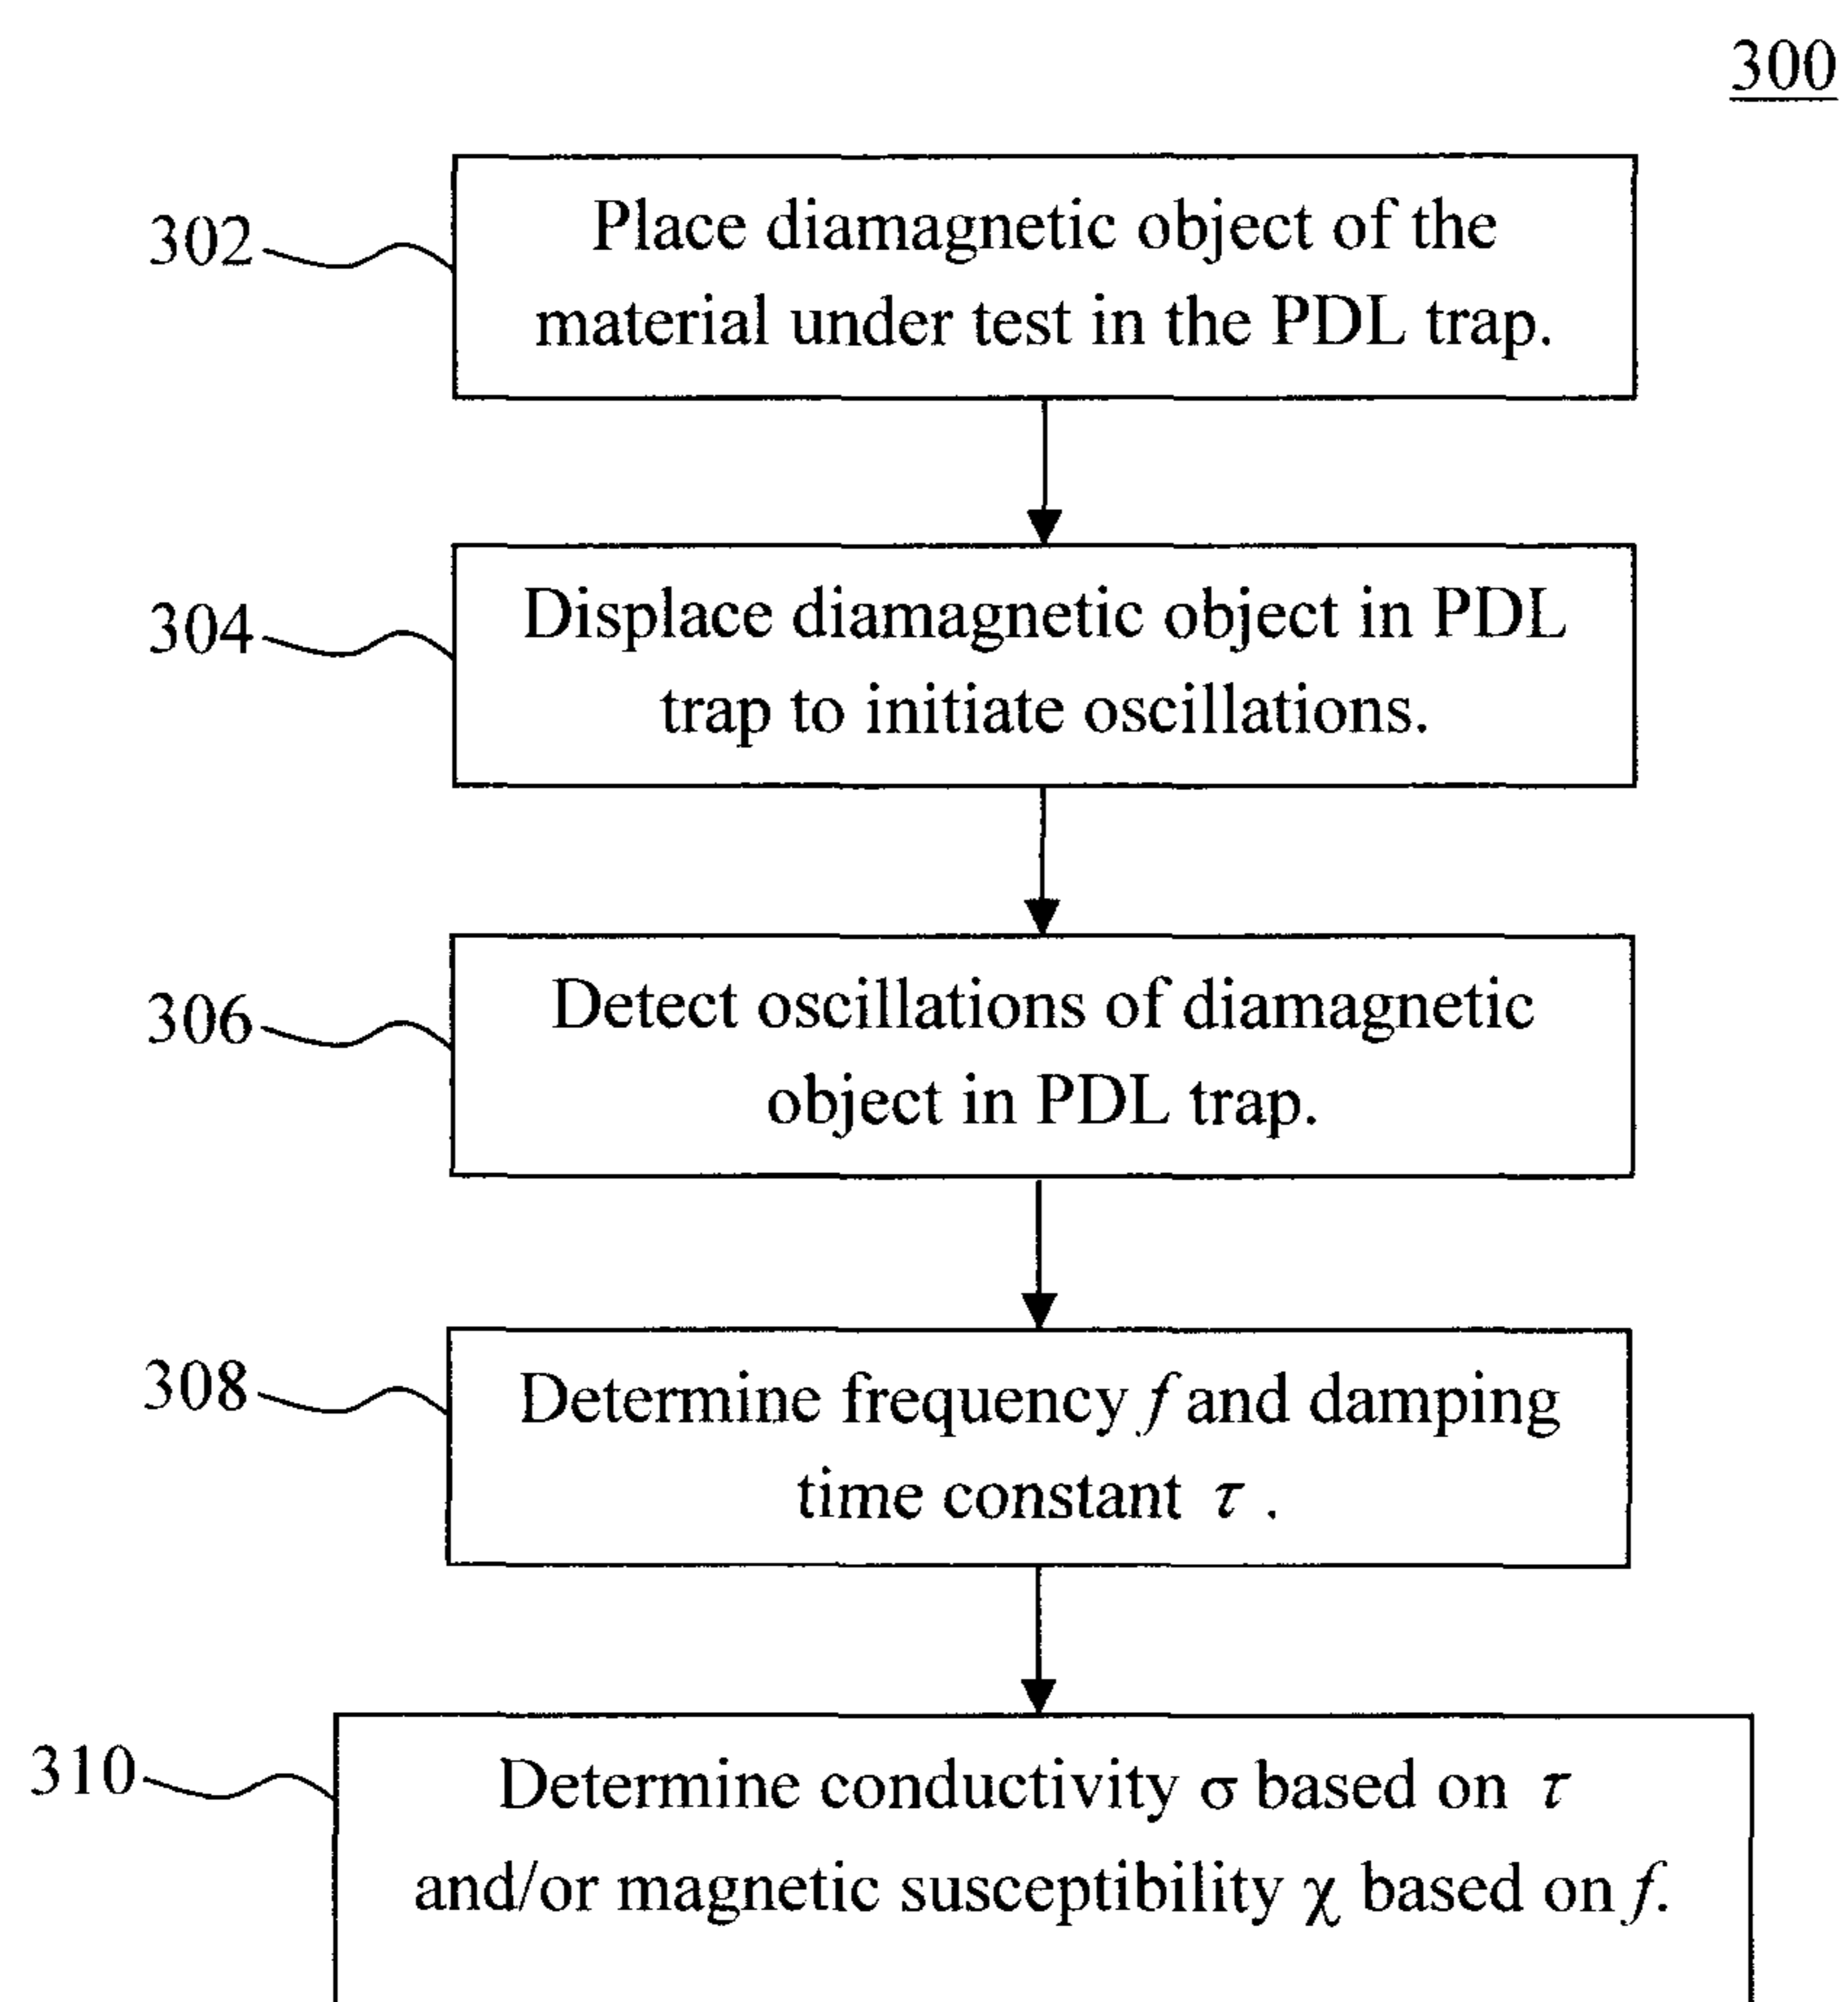 300
302
Place diamagnetic object of the
material under test in the PDL trap.
304
Displace diamagnetic object in PDL
trap to initiate oscillations.
306
Detect oscillations of diamagnetic
object in PDL trap.
308
Determine frequency f and damping
time constant τ .
310
Determine conductivity σ based on τ
and/or magnetic susceptibility χ based on f.